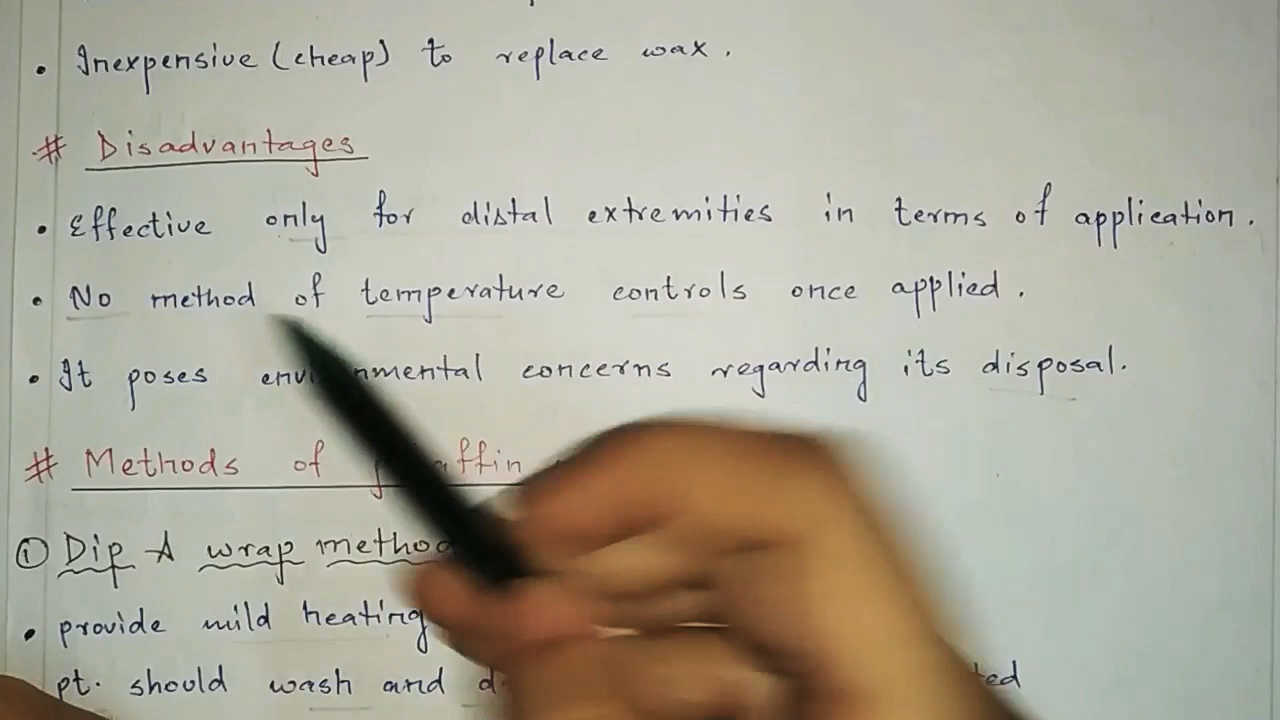 • Inexpensive (cheap) to replace wax.
# Disadvantages
• Effective only for distal extremities in terms of application.
• No method of temperature controls once applied.
• It poses environmental concerns regarding its disposal.
# Methods of
① Dip & wrap method
• provide mild heating
pt. should wash and